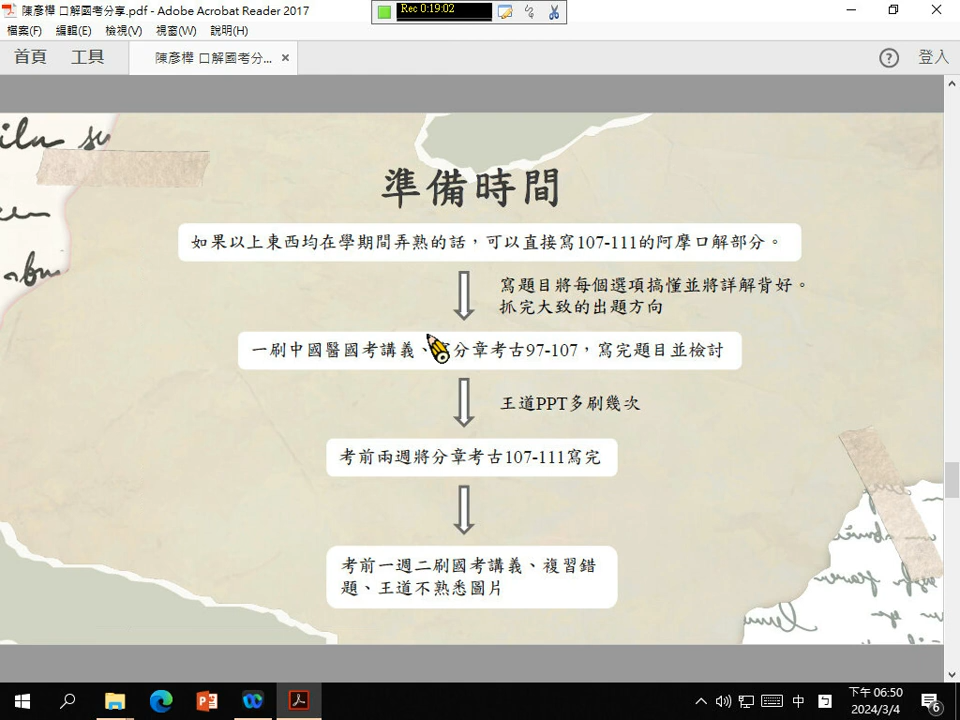 陳彥樺 口解國考分享.pdf - Adobe Acrobat Reader 2017
Rec 0:19:02
檔案(F) 編輯(E) 檢視(V) 視窗(W) 說明(H)
首頁 工具 陳彥樺 口解國考分... × 登入
準備時間
如果以上東西均在學期間弄熟的話，可以直接寫107-111的阿摩口解部分。
寫題目將每個選項搞懂並將詳解背好。
抓完大致的出題方向
一刷中國醫國考講義、分章考古97-107，寫完題目並檢討
王道PPT多刷幾次
考前兩週將分章考古107-111寫完
考前一週二刷國考講義、複習錯
題、王道不熟悉圖片
下午 06:50
中
2024/3/4
6